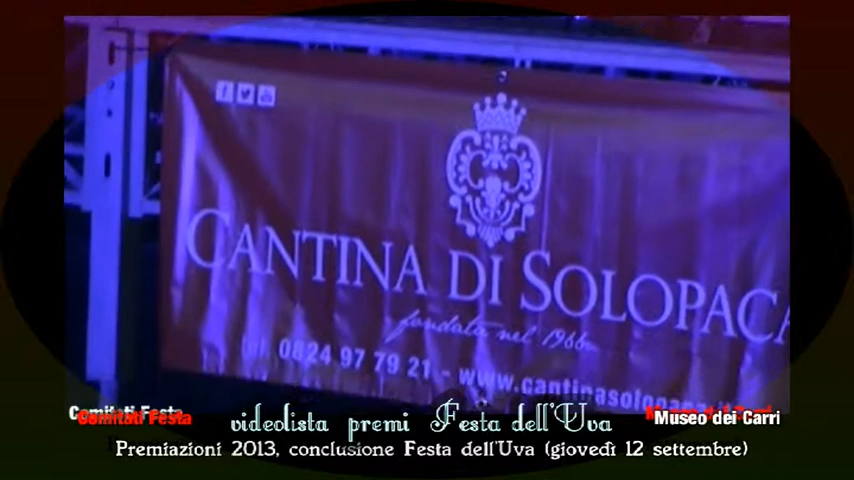 CANTINA DI SOLOPACA
fondata nel 1966
tel. 0824 97 79 21 - www.cantinasolopaca.it
Comitati Festa
videolista premi Festa dell'Uva
Museo dei Carri
Premiazioni 2013, conclusione Festa dell'Uva (giovedì 12 settembre)